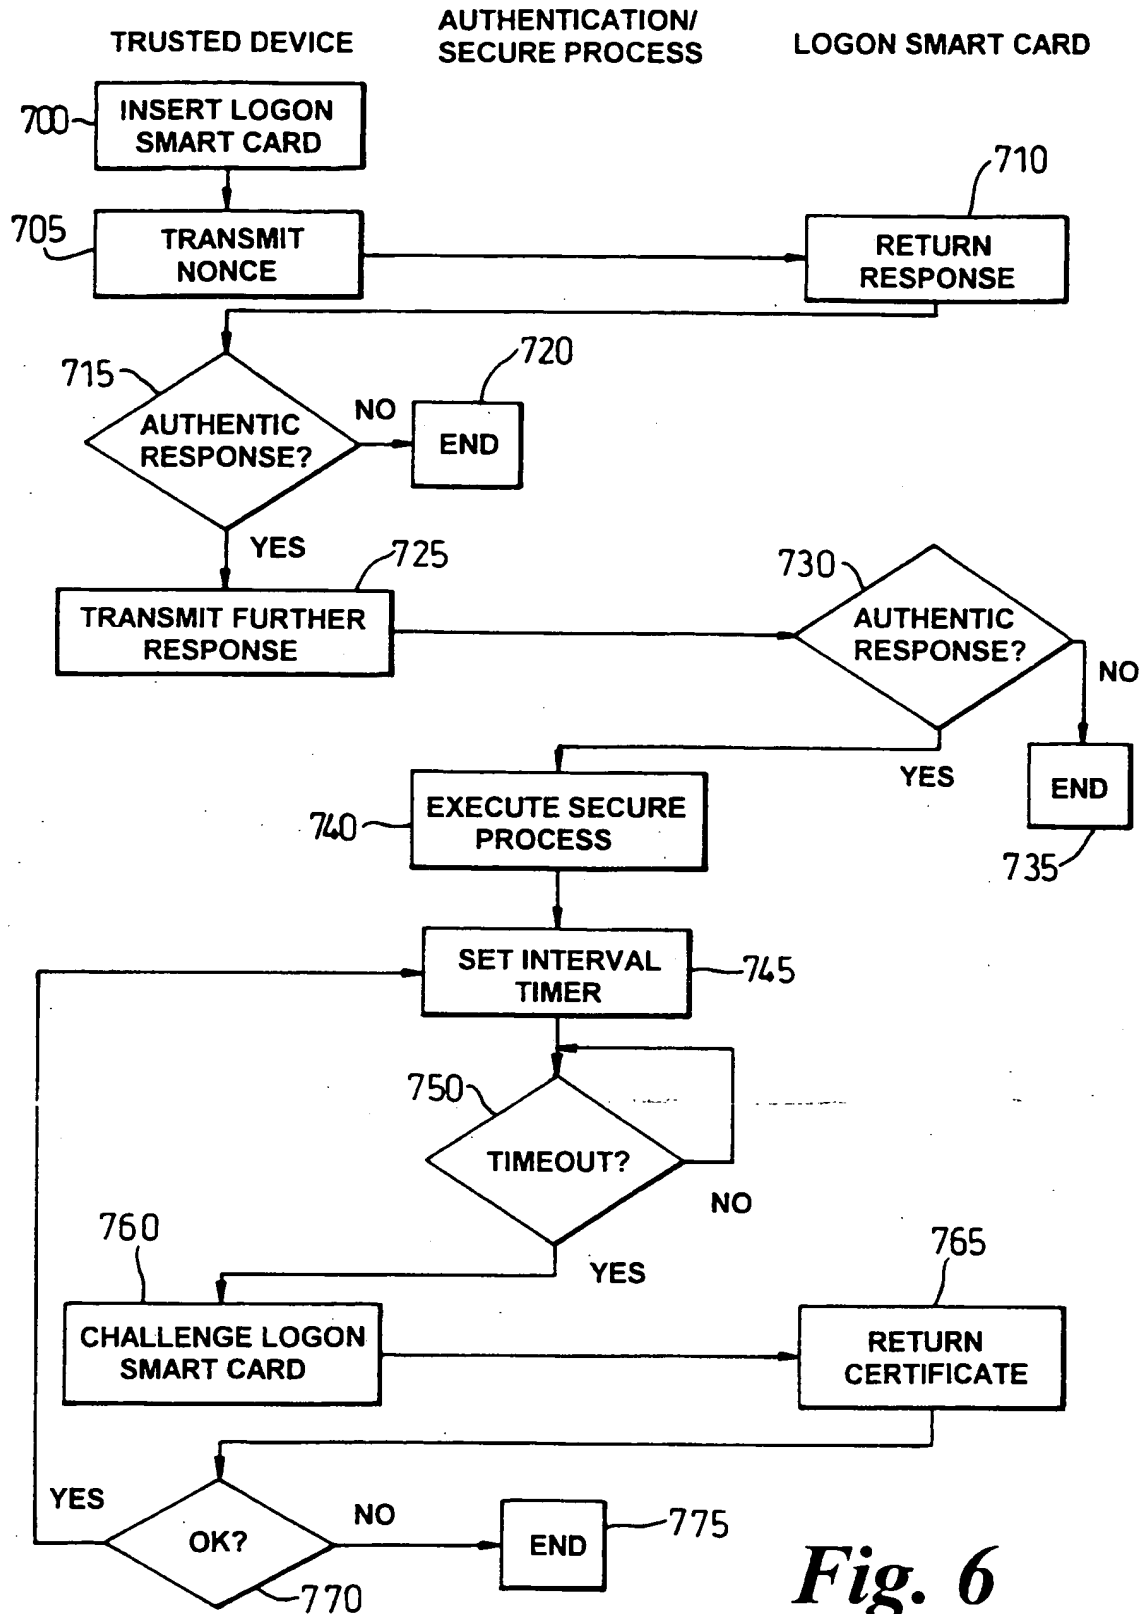 AUTHENTICATION/
TRUSTED DEVICE
SECURE PROCESS
LOGON SMART CARD
700
INSERT LOGON
SMART CARD
710
705
TRANSMIT
NONCE
RETURN
RESPONSE
720
715
AUTHENTIC
RESPONSE?
NO
END
YES
725
730
TRANSMIT FURTHER
RESPONSE
AUTHENTIC
RESPONSE?
NO
YES
END
740
EXECUTE SECURE
PROCESS
735
SET INTERVAL
TIMER
745
750
TIMEOUT?
NO
760
YES
765
CHALLENGE LOGON
SMART CARD
RETURN
CERTIFICATE
YES
OK?
NO
END
775
770
Fig. 6